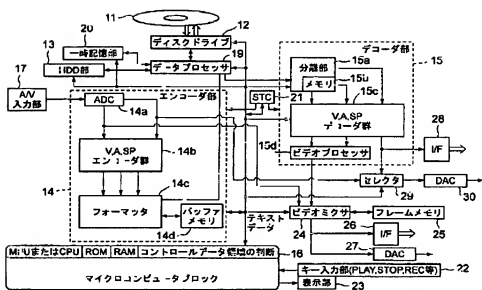 11
12
ディスクドライブ
19
20
一時記憶部
13
HDD部
データプロセッサ
17
A/V
入力部
ADC
14a
エンコーダ部
V,A,SP
エンコーダ群
14b
14
14c
フォーマッタ
バッファ
メモリ
14d
STC
21
デコーダ部
15
分離部
15a
メモリ
15b
15c
V,A,SP
デコーダ群
15d
ビデオプロセッサ
28
I/F
セレクタ
29
DAC
30
テキスト
データ
ビデオミクサ
24
フレームメモリ
25
26
I/F
27
DAC
MPUまたはCPU
ROM
RAM
コントロールデータ領域の判断
16
マイクロコンピュータブロック
キー入力部(PLAY,STOP,REC等)
22
表示部
23